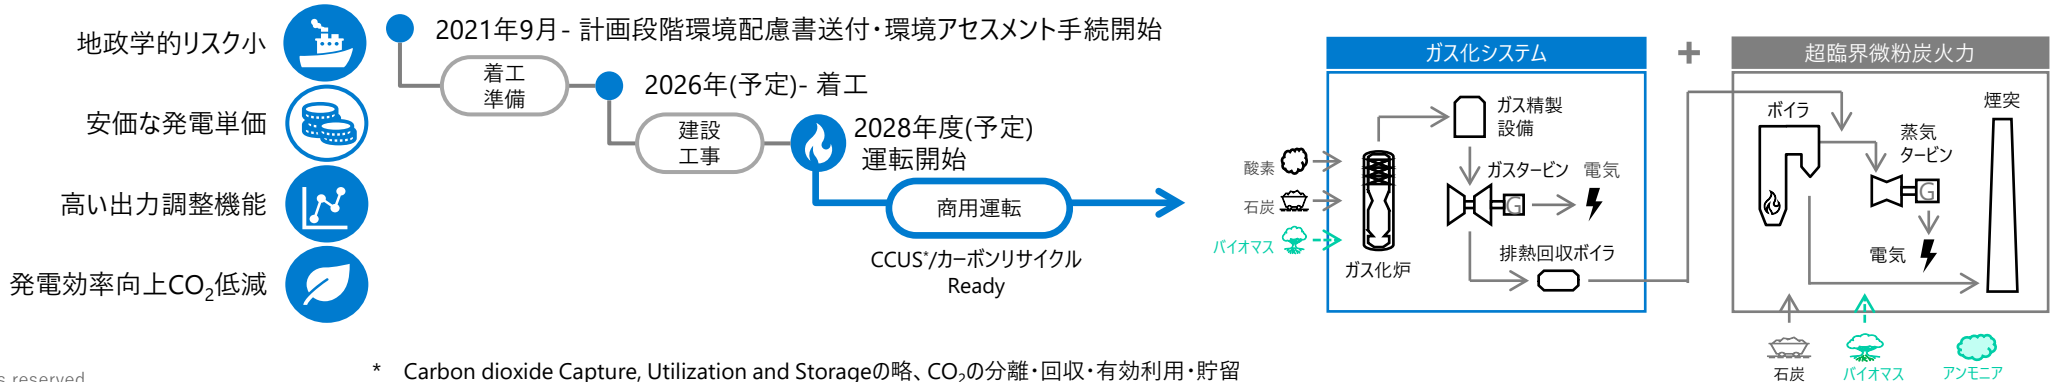 地政学的リスク小
安価な発電単価
高い出力調整機能
発電効率向上CO₂低減
2021年9月- 計画段階環境配慮書送付・環境アセスメント手続開始
着工
準備
2026年(予定)- 着工
建設
工事
2028年度(予定)
運転開始
商用運転
CCUS*/カーボンリサイクル
Ready
ガス化システム
酸素
石炭
バイオマス
ガス化炉
ガス精製
設備
ガスタービン
G
電気
排熱回収ボイラ
+
超臨界微粉炭火力
ボイラ
蒸気
タービン
G
電気
煙突
石炭
バイオマス
アンモニア
* Carbon dioxide Capture, Utilization and Storageの略、CO₂の分離・回収・有効利用・貯留
s reserved